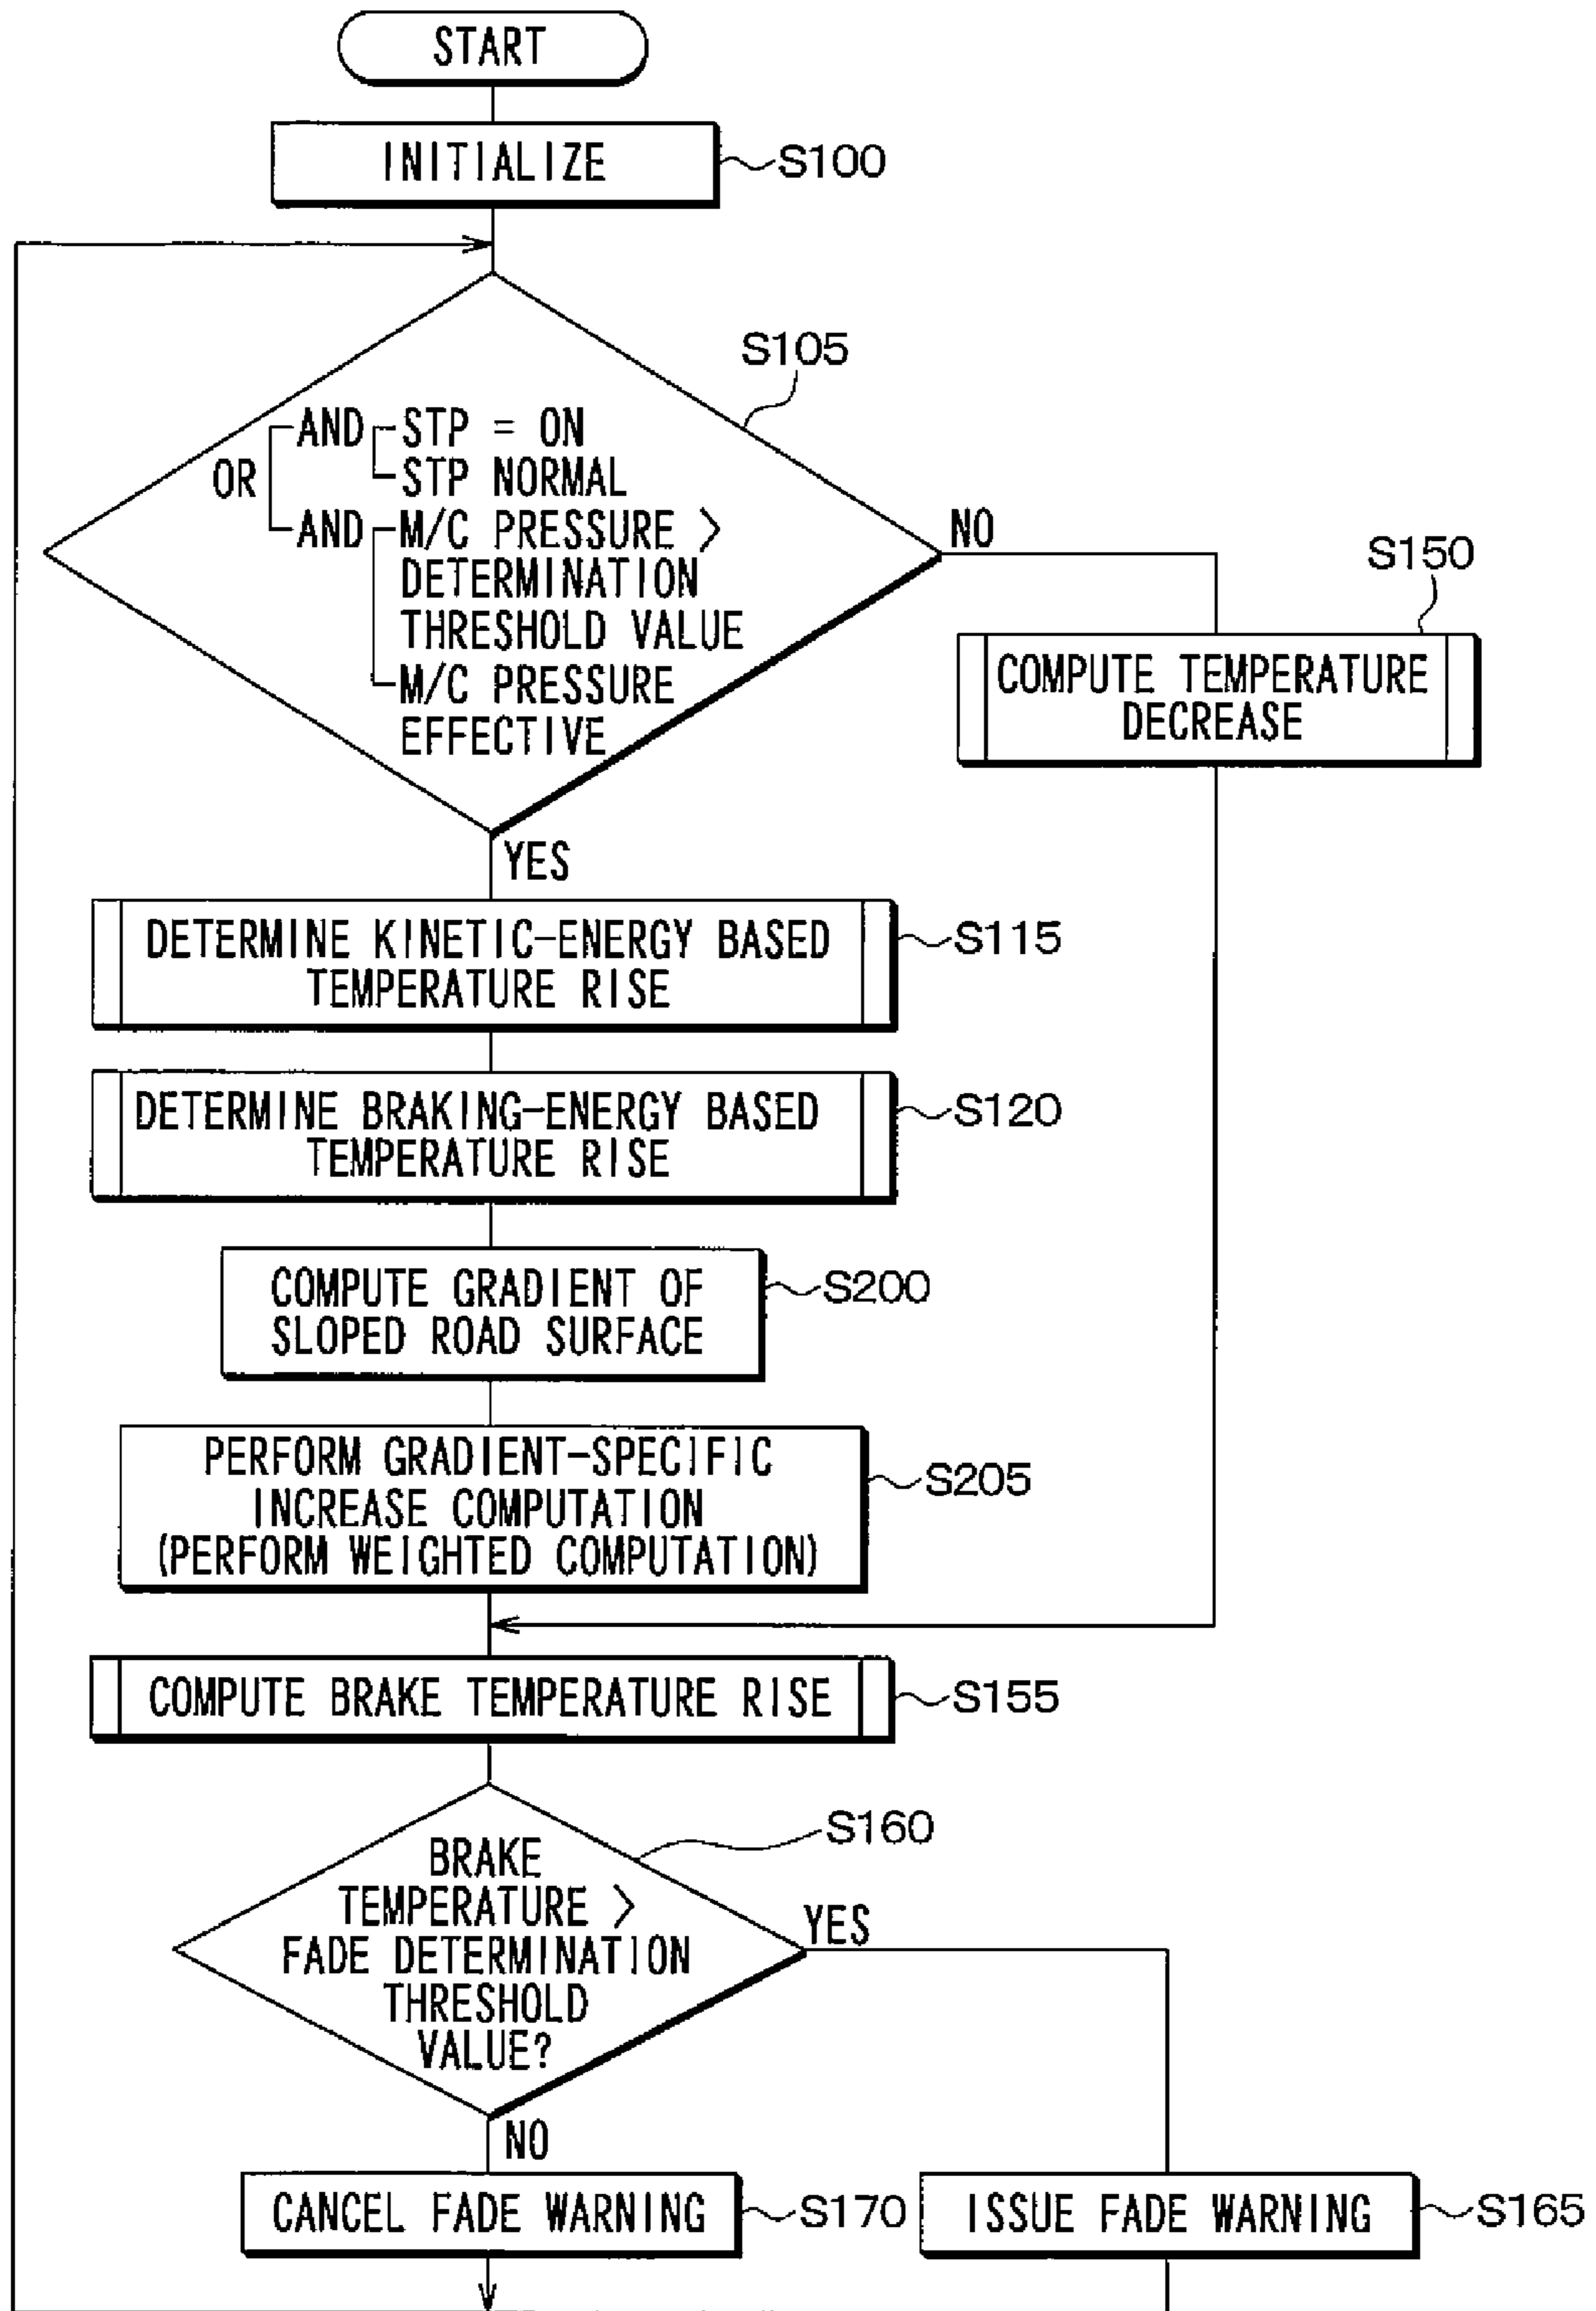 START
INITIALIZE
S100
S105
AND STP = ON
OR
STP NORMAL
AND M/C PRESSURE >
DETERMINATION
THRESHOLD VALUE
M/C PRESSURE
EFFECTIVE
NO
S150
COMPUTE TEMPERATURE
DECREASE
YES
DETERMINE KINETIC-ENERGY BASED
TEMPERATURE RISE
S115
DETERMINE BRAKING-ENERGY BASED
TEMPERATURE RISE
S120
COMPUTE GRADIENT OF
SLOPED ROAD SURFACE
S200
PERFORM GRADIENT-SPECIFIC
INCREASE COMPUTATION
(PERFORM WEIGHTED COMPUTATION)
S205
COMPUTE BRAKE TEMPERATURE RISE
S155
S160
BRAKE
TEMPERATURE >
FADE DETERMINATION
THRESHOLD
VALUE?
YES
NO
CANCEL FADE WARNING
S170
ISSUE FADE WARNING
S165